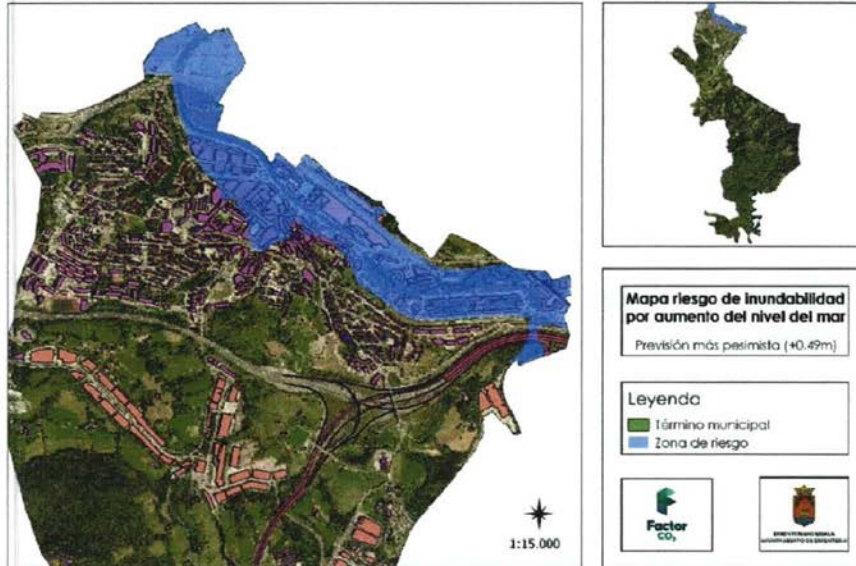 Mapa riesgo de inundabilidad
por aumento del nivel del mar
Previsión más pesimista (+0.49m)
Leyenda
Término municipal
Zona de riesgo
1:15.000
Factor
CO₂